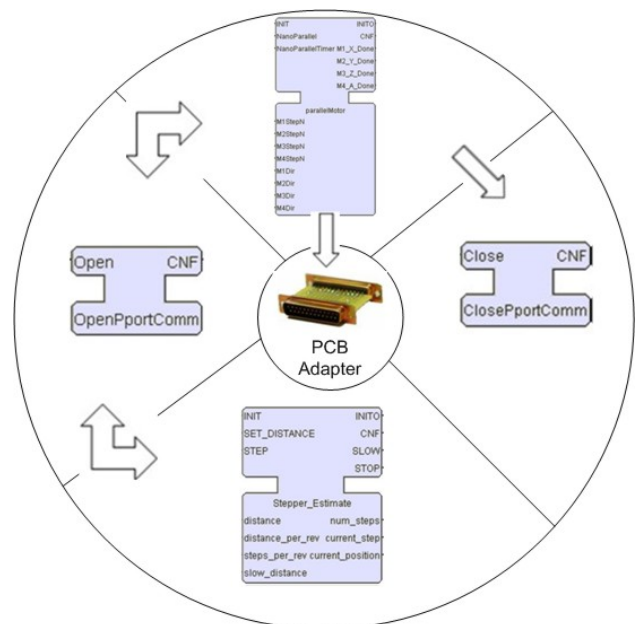 INIT INITO
NanoParallel CNF
NanoParallelTimer M1_X_Done
M2_Y_Done
M3_Z_Done
M4_A_Done
parallelMotor
M1StepN
M2StepN
M3StepN
M4StepN
M1Dir
M2Dir
M3Dir
M4Dir
Open CNF
OpenPportComm
Close CNF
ClosePportComm
PCB
Adapter
INIT INITO
SET_DISTANCE CNF
STEP SLOW
STOP
Stepper_Estimate
distance num_steps
distance_per_rev current_step
steps_per_rev current_position
slow_distance